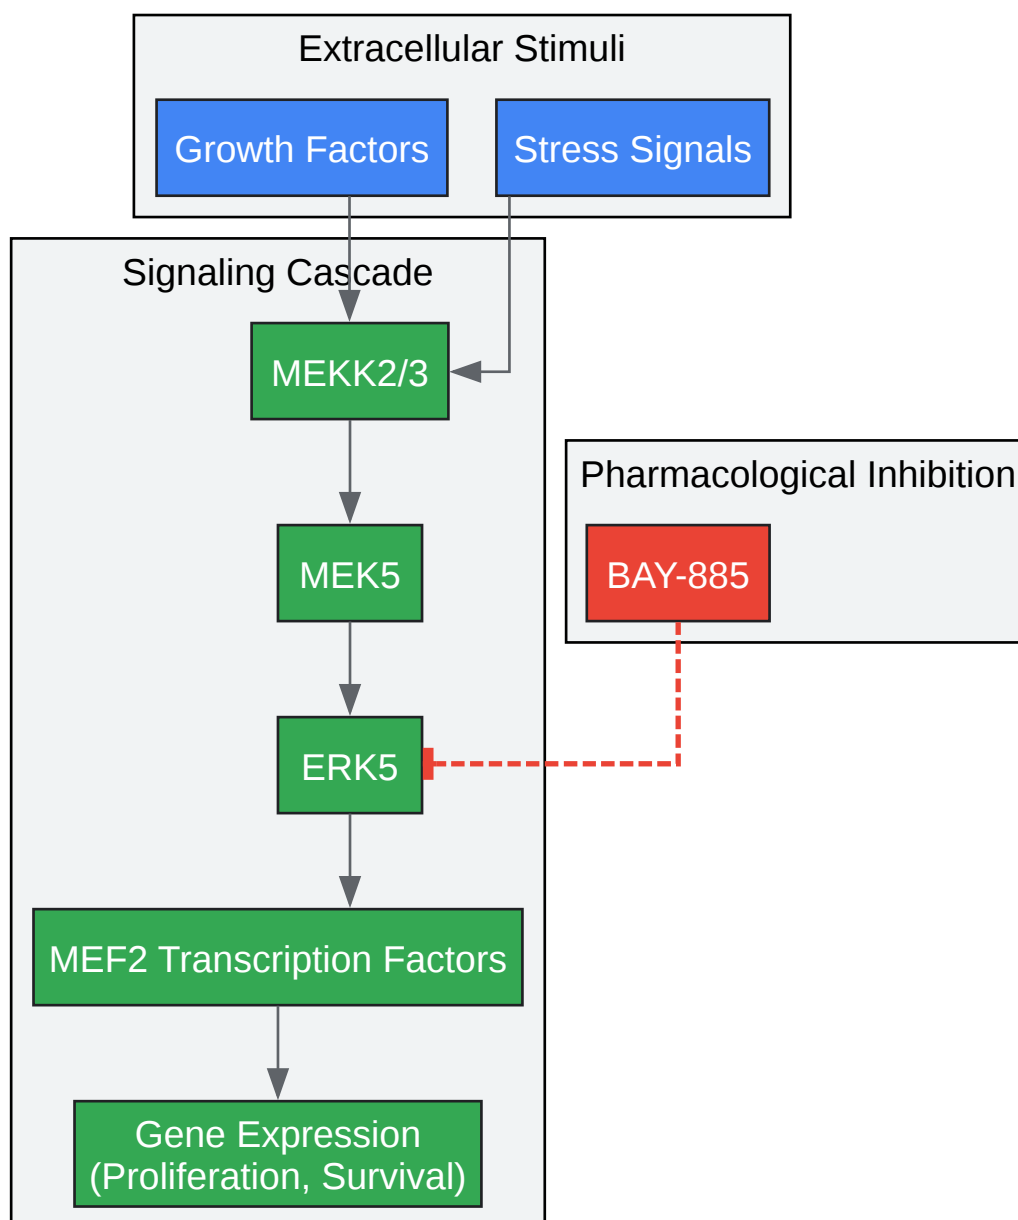 Extracellular Stimuli
Growth Factors
Stress Signals
Signaling Cascade
MEKK2/3
Pharmacological Inhibition
MEK5
BAY-885
ERK5
MEF2 Transcription Factors
Gene Expression
(Proliferation, Survival)